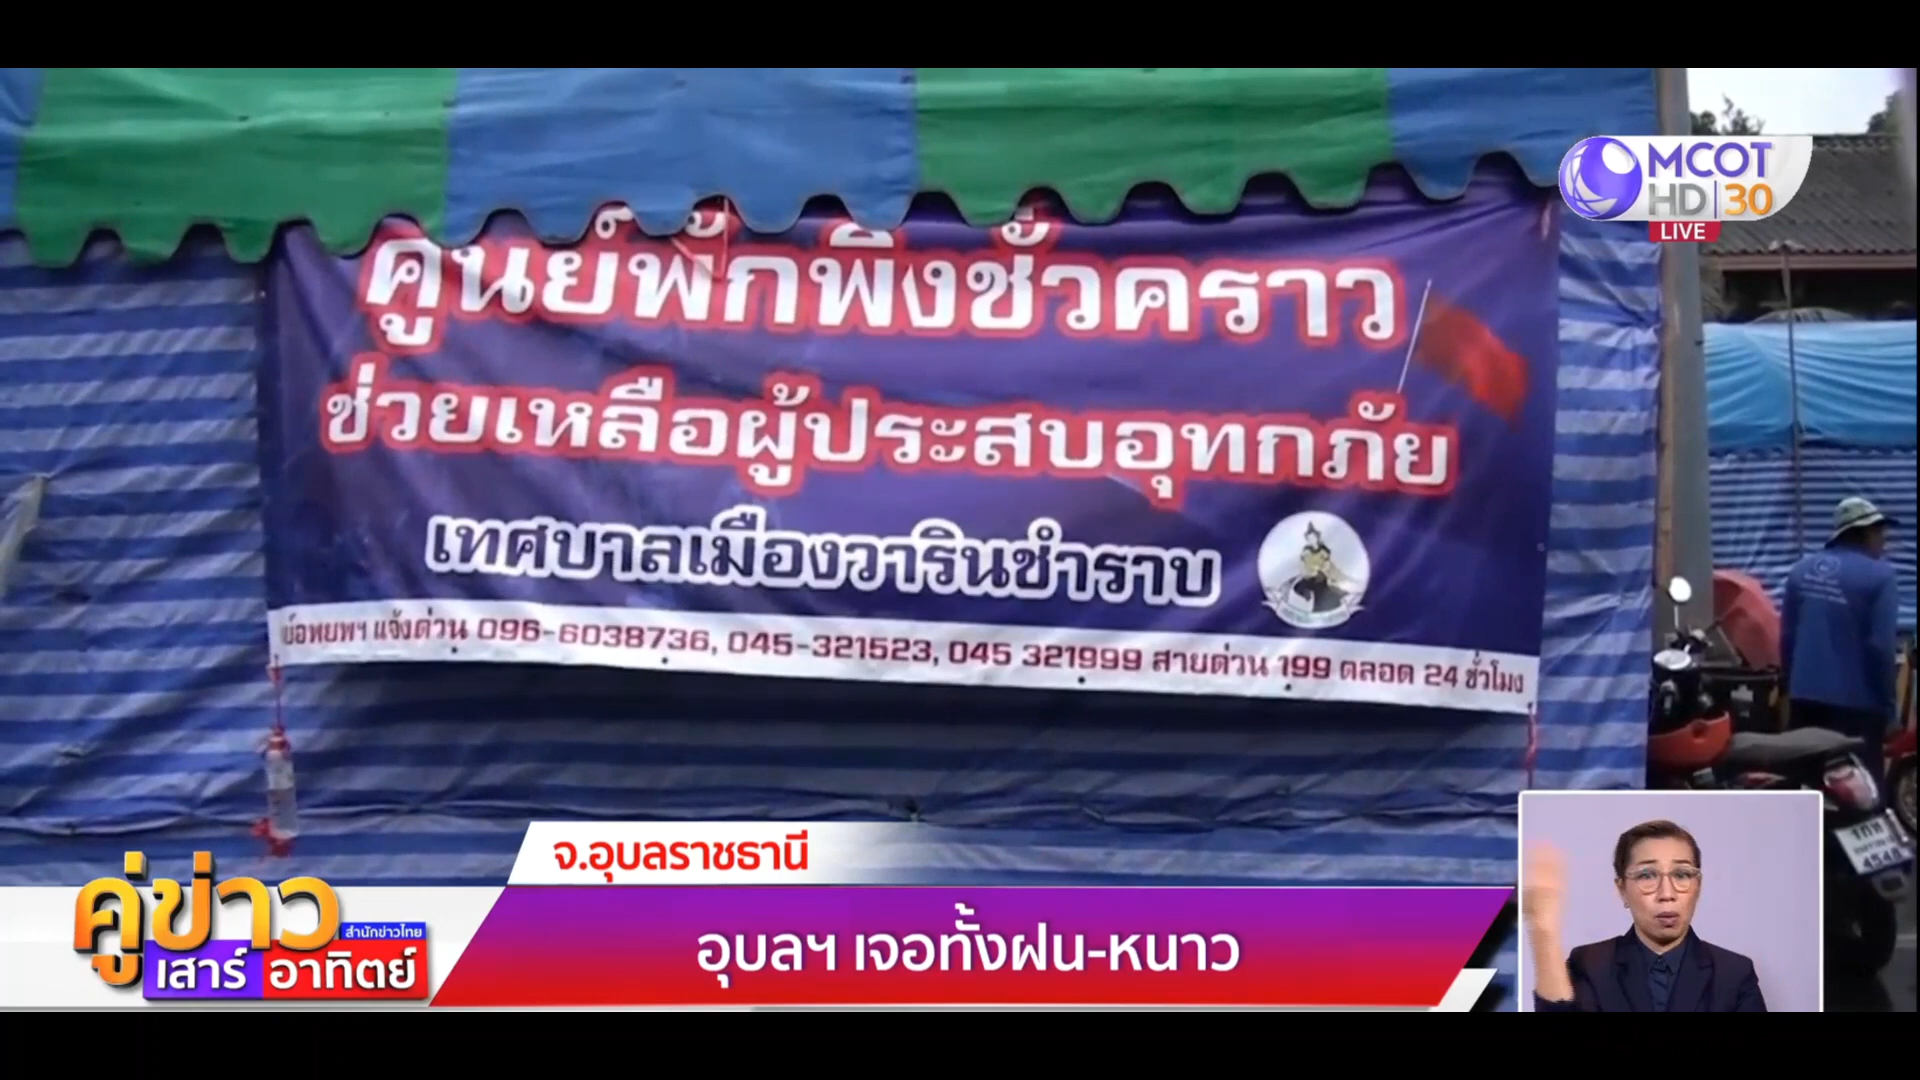 MCOT
HD 30
LIVE
ศูนย์พักพิงชั่วคราว
ช่วยเหลือผู้ประสบอุทกภัย
เทศบาลเมืองวารินชำราบ
แจ้งด่วน 096-6038736, 045-321523, 045 321999 สายด่วน 199 ตลอด 24 ชั่วโมง
จ.อุบลราชธานี
คู่ข่าว
สำนักข่าวไทย
เสาร์ อาทิตย์
อุบลฯ เจอทั้งฝน-หนาว